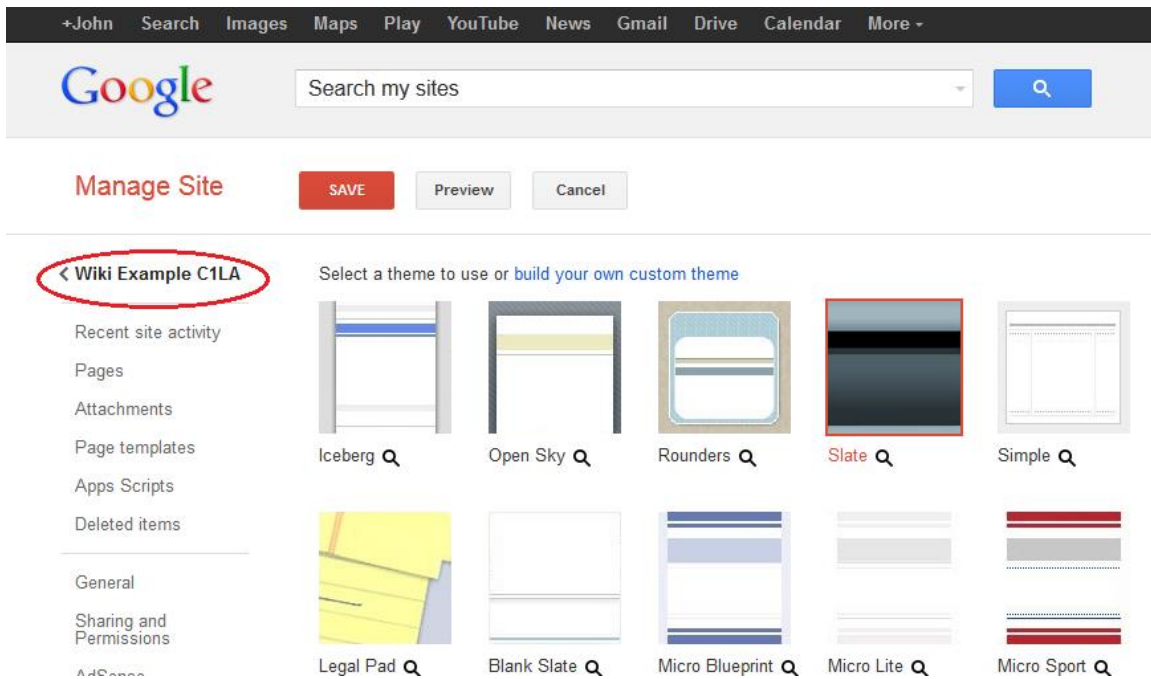 +John Search Images Maps Play YouTube News Gmail Drive Calendar More
Google Search my sites
Manage Site SAVE Preview Cancel
Wiki Example C1LA
Select a theme to use or build your own custom theme
Recent site activity
Pages
Attachments
Page templates
Apps Scripts
Deleted items
General
Sharing and
Permissions
AdSense
Iceberg Open Sky Rounders Slate Simple
Legal Pad Blank Slate Micro Blueprint Micro Lite Micro Sport